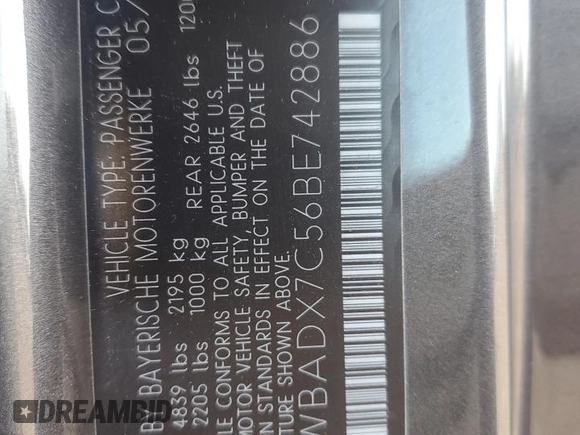 VEHICLE TYPE: PASSENGER C
BY BAYERISCHE MOTORENWERKE 05/
4839 lbs 2195 kg
2205 lbs 1000 kg REAR 2646 lbs 120
LE CONFORMS TO ALL APPLICABLE U.S.
MOTOR VEHICLE SAFETY, BUMPER AND THEFT
N STANDARDS IN EFFECT ON THE DATE OF
TURE SHOWN ABOVE.
WBADX7C56BE742886
DREAMBID